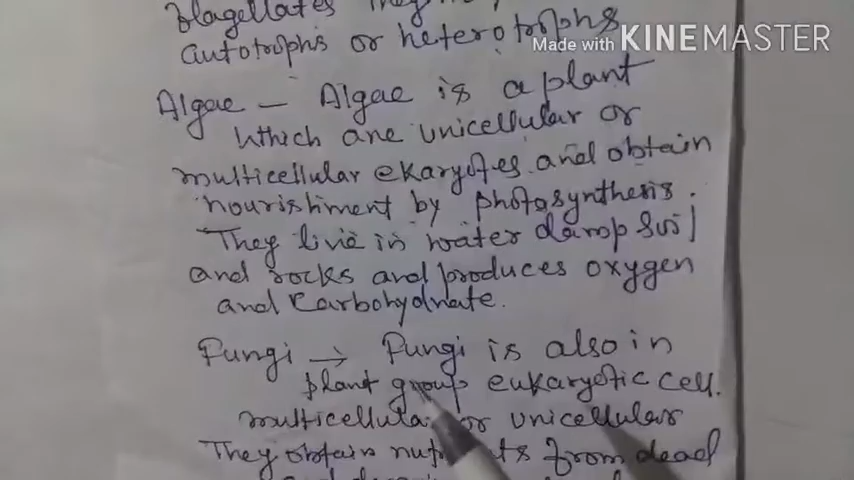 flagellates They
autotrophs or heterotrophs
Made with KINEMASTER
Algae — Algae is a plant
which are unicellular or
multicellular ekaryotes and obtain
nourishment by photosynthesis.
They live in water damp soil
and rocks and produces oxygen
and Carbohydrate.
Fungi → Fungi is also in
plant group eukaryotic cell.
multicellular or unicellular
They obtain from dead